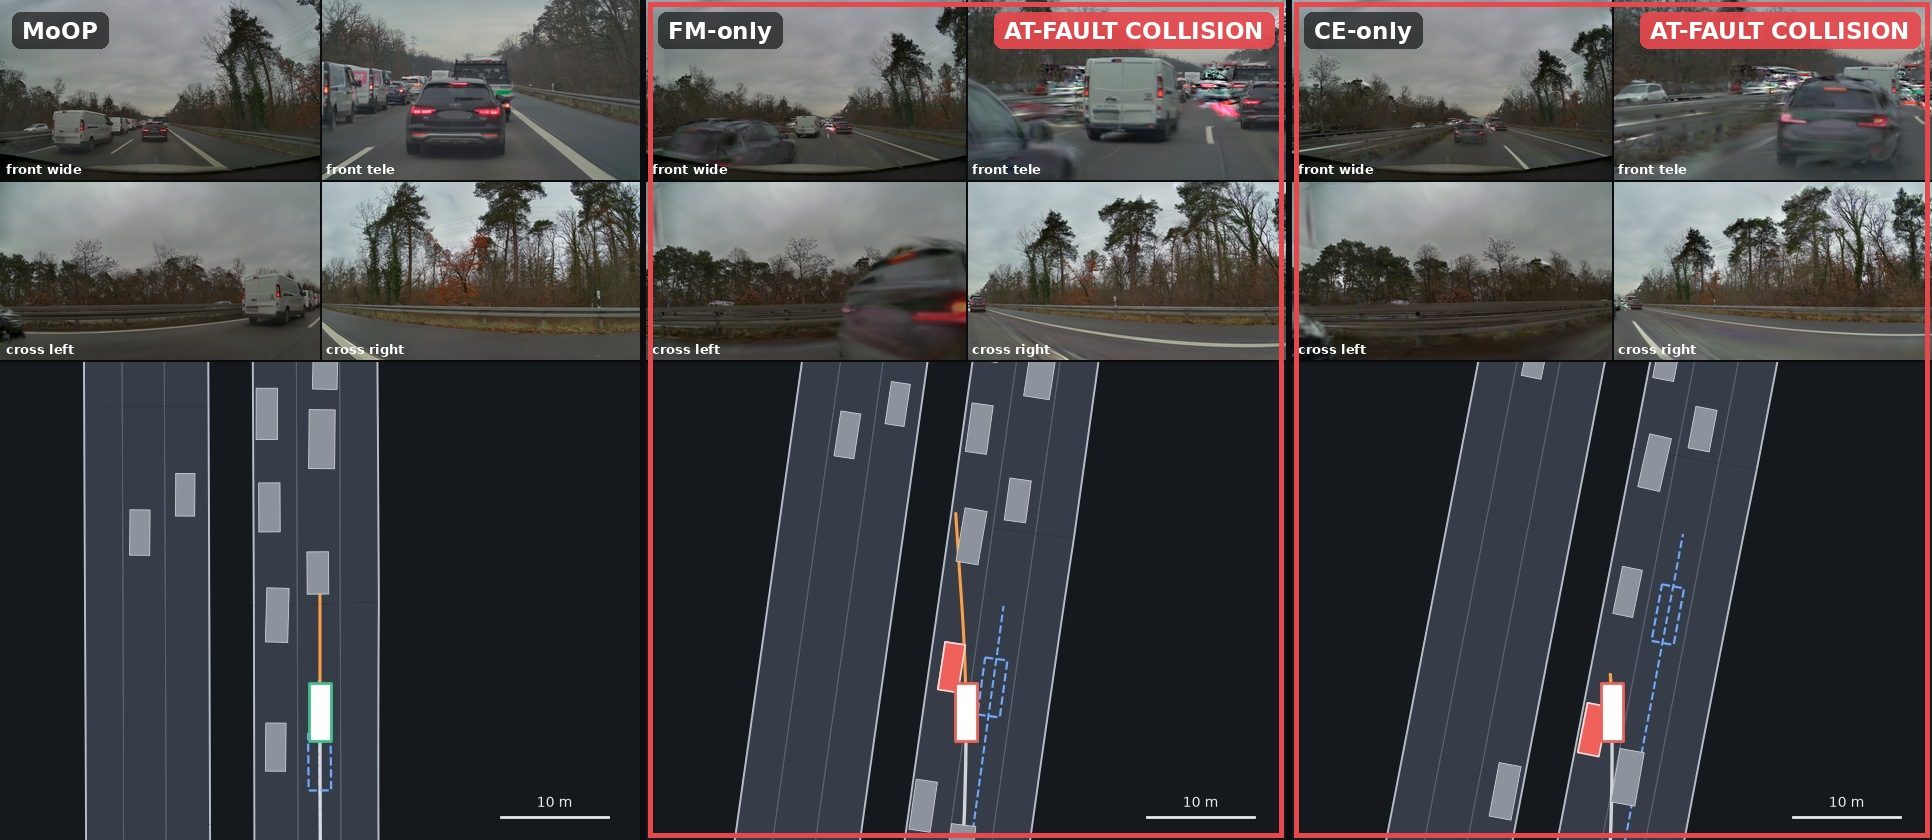 MoOP
front wide
front tele
cross left
cross right
10 m
FM-only
AT-FAULT COLLISION
front wide
front tele
cross left
cross right
10 m
CE-only
AT-FAULT COLLISION
front wide
front tele
cross left
cross right
10 m